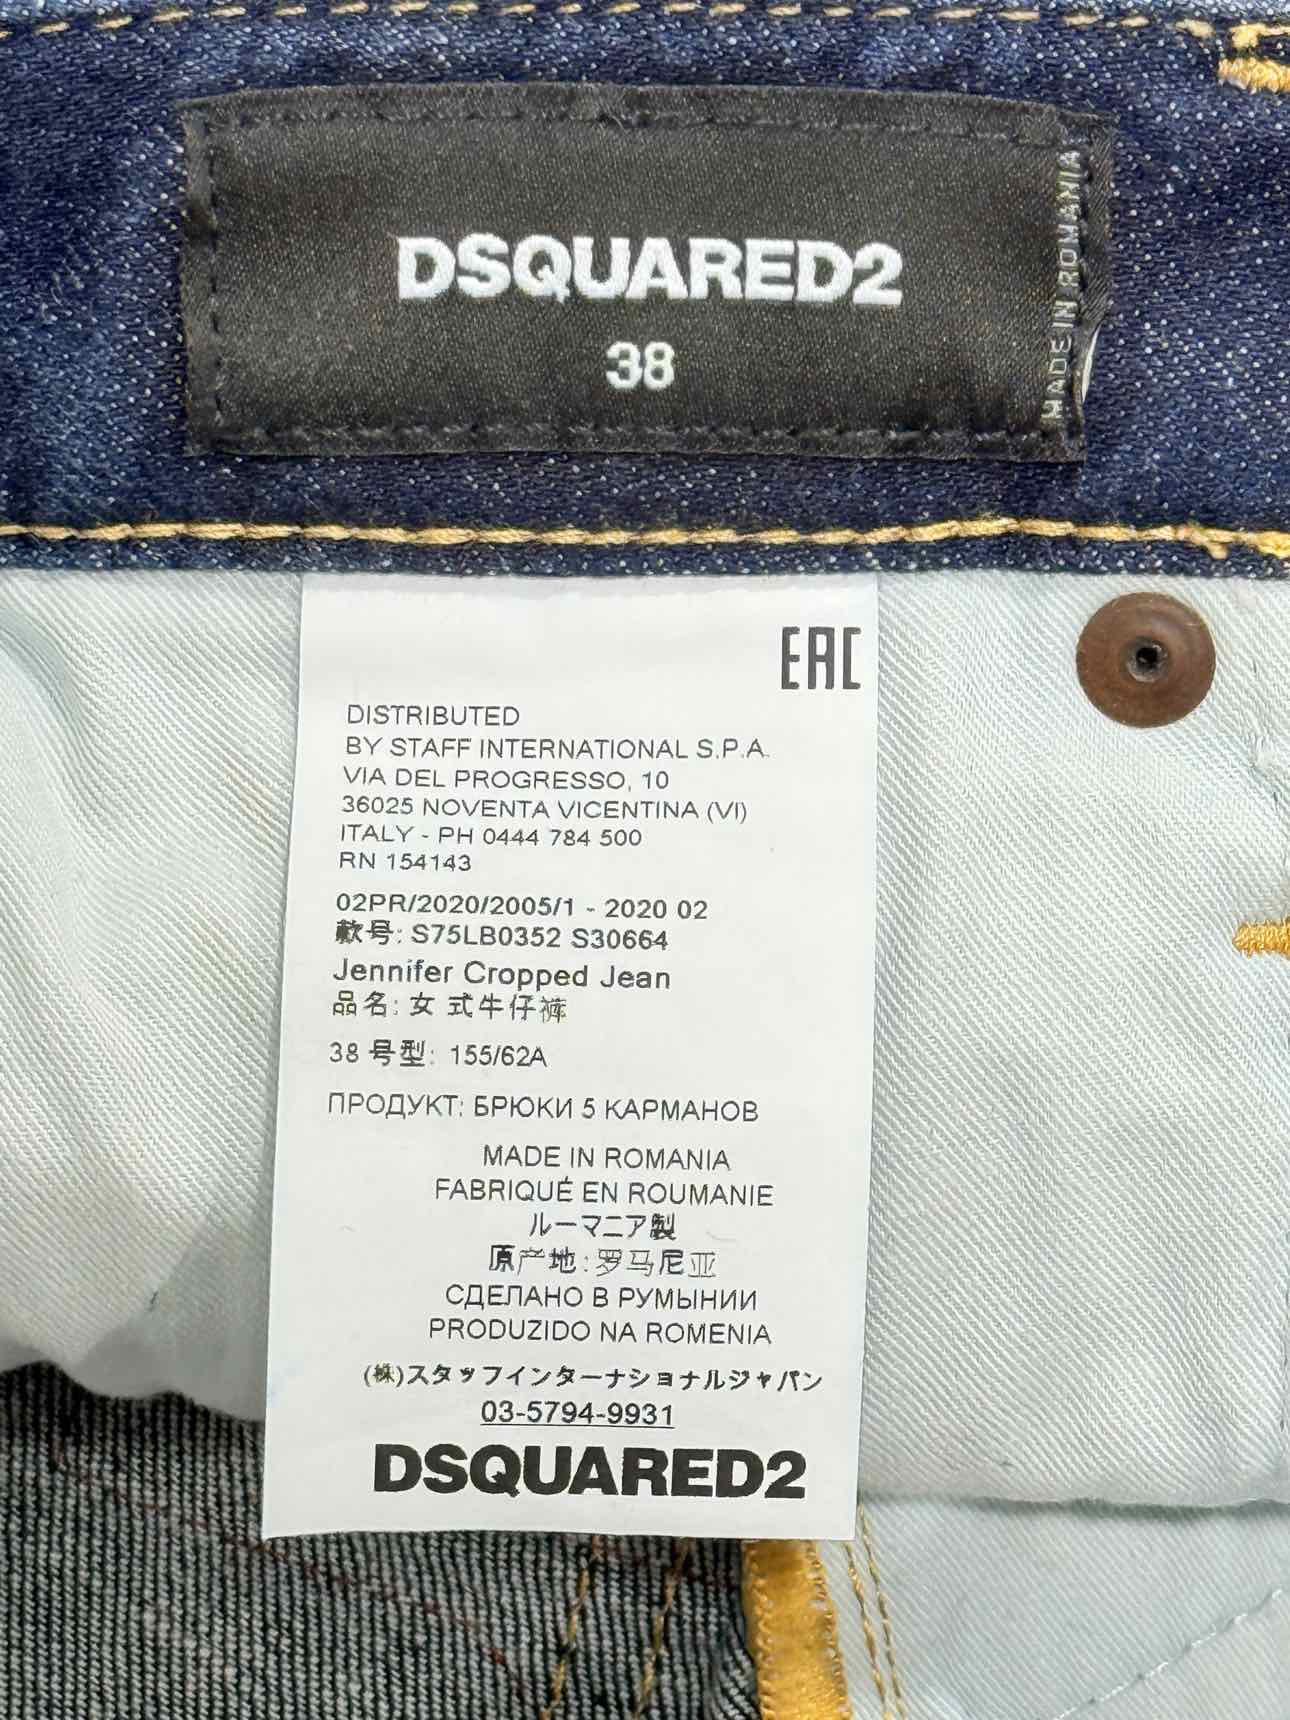 DSQUARED2
38
MADE IN ROMANIA
EAC
DISTRIBUTED
BY STAFF INTERNATIONAL S.P.A.
VIA DEL PROGRESSO, 10
36025 NOVENTA VICENTINA (VI)
ITALY - PH 0444 784 500
RN 154143
02PR/2020/2005/1 - 2020 02
款号: S75LB0352 S30664
Jennifer Cropped Jean
品名: 女 式牛仔裤
38 号型: 155/62A
ПРОДУКТ: БРЮКИ 5 КАРМАНОВ
MADE IN ROMANIA
FABRIQUÉ EN ROUMANIE
ルーマニア製
原产地: 罗马尼亚
СДЕЛАНО В РУМЫНИИ
PRODUZIDO NA ROMENIA
(株)スタッフインターナショナルジャパン
03-5794-9931
DSQUARED2